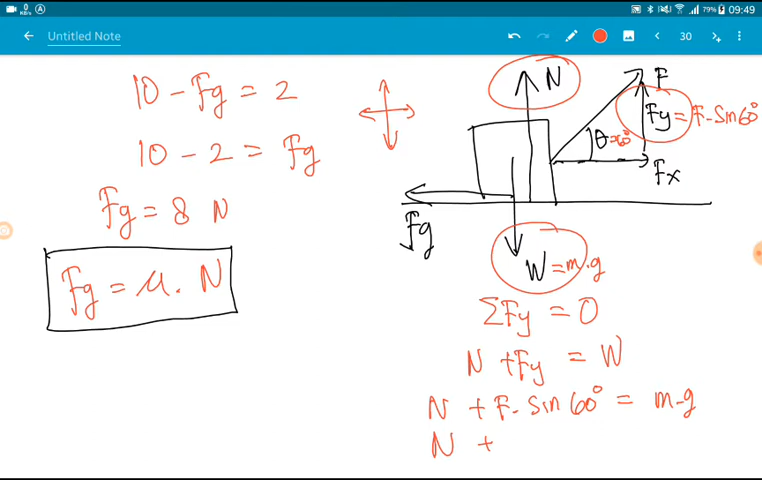 79% 09:49
Untitled Note
30
10 - Fg = 2
10 - 2 = Fg
Fg = 8 N
Fg = μ. N
N
F
Fy = F. Sin 60°
θ=60°
Fx
Fg
W = m.g
ΣFy = 0
N + Fy = W
N + F. Sin 60° = m.g
N +